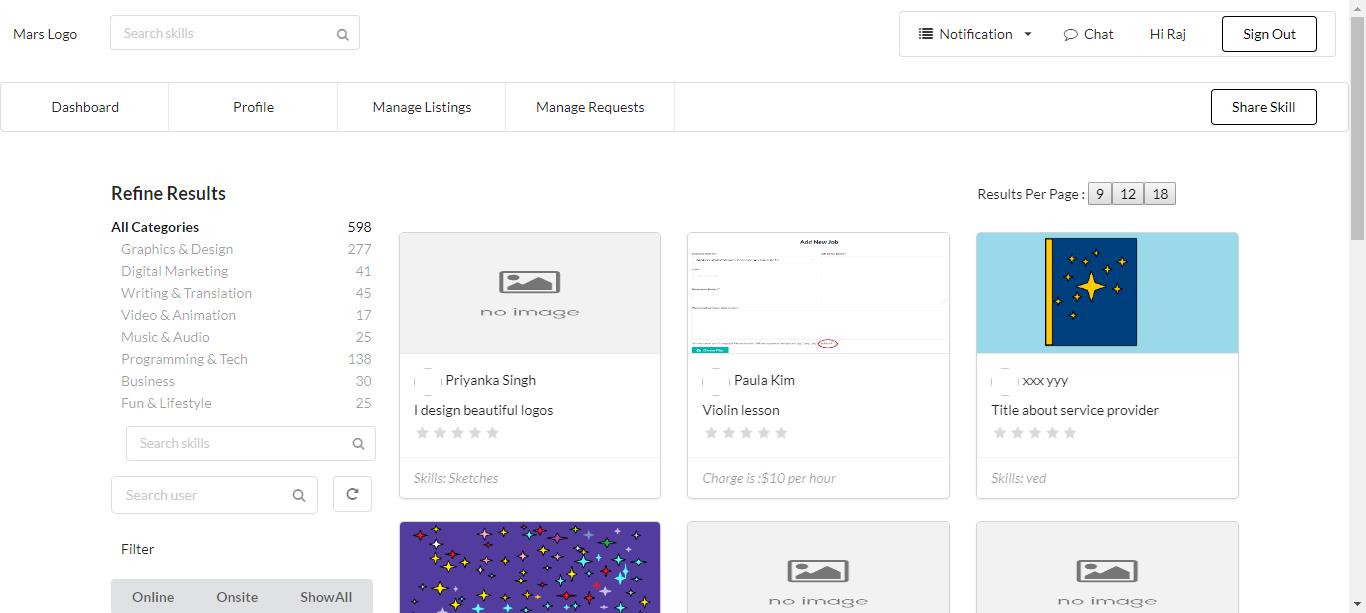 Mars Logo
Search skills
Notification
Chat
Hi Raj
Sign Out
Dashboard
Profile
Manage Listings
Manage Requests
Share Skill
Refine Results
Results Per Page : 9 12 18
All Categories 598
Graphics & Design 277
Digital Marketing 41
Writing & Translation 45
Video & Animation 17
Music & Audio 25
Programming & Tech 138
Business 30
Fun & Lifestyle 25
Search skills
Search user
Filter
Online Onsite ShowAll
no image
Priyanka Singh
I design beautiful logos
Skills: Sketches
Add New Job
Paula Kim
Violin lesson
Charge is :$10 per hour
xxx yyy
Title about service provider
Skills: ved
no image
no image